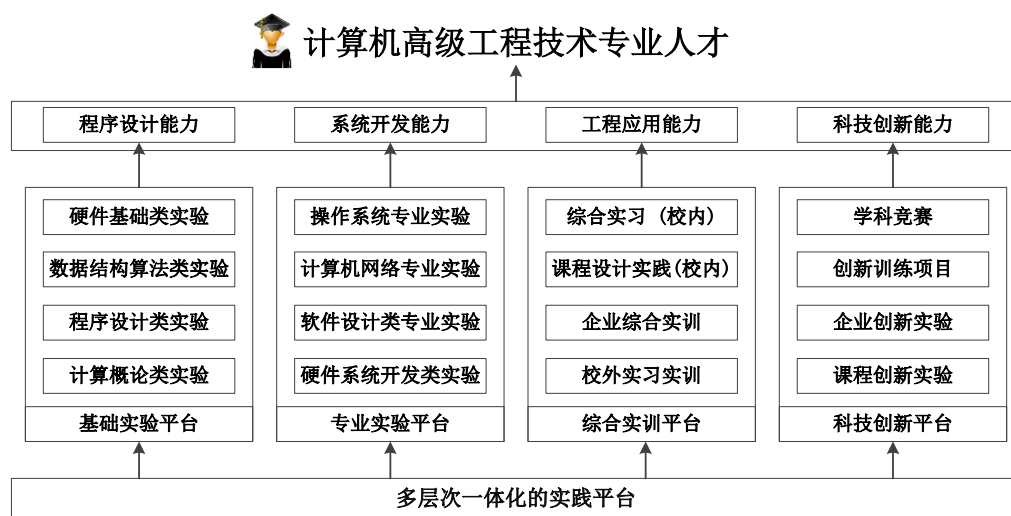 计算机高级工程技术专业人才
程序设计能力
系统开发能力
工程应用能力
科技创新能力
硬件基础类实验
数据结构算法类实验
程序设计类实验
计算概论类实验
基础实验平台
操作系统专业实验
计算机网络专业实验
软件设计类专业实验
硬件系统开发类实验
专业实验平台
综合实习 (校内)
课程设计实践(校内)
企业综合实训
校外实习实训
综合实训平台
学科竞赛
创新训练项目
企业创新实验
课程创新实验
科技创新平台
多层次一体化的实践平台